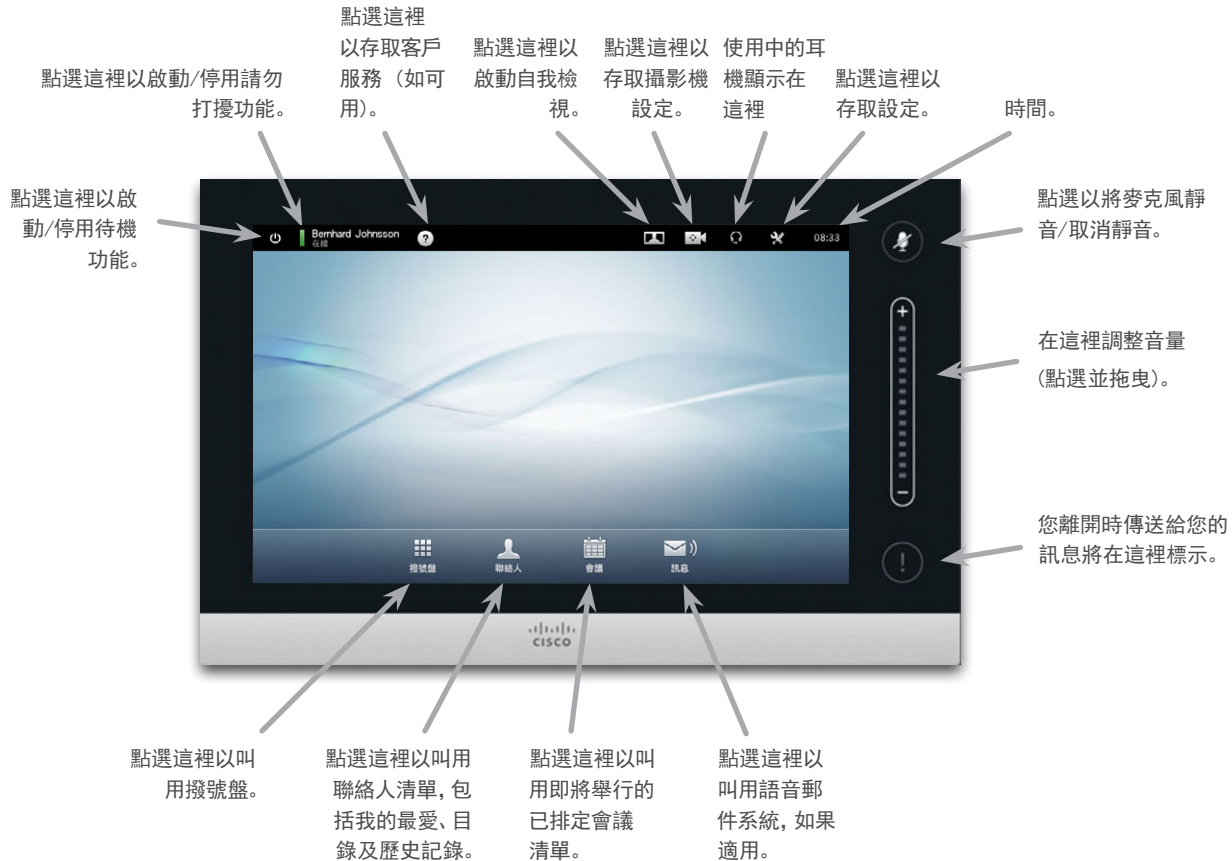 點選這裡
以存取客戶
服務（如可
用）。
點選這裡以啟動/停用請勿
打擾功能。
點選這裡以
啟動自我檢
視。
點選這裡以
存取攝影機
設定。
使用中的耳
機顯示在
這裡
點選這裡以
存取設定。
時間。
點選這裡以啟
動/停用待機
功能。
點選以將麥克風靜
音/取消靜音。
Bernhard Johnsson
在線
?
08:33
在這裡調整音量
(點選並拖曳)。
您離開時傳送給您的
訊息將在這裡標示。
撥號盤
聯絡人
會議
訊息
CISCO
點選這裡以叫
用撥號盤。
點選這裡以叫用
聯絡人清單，包
括我的最愛、目
錄及歷史記錄。
點選這裡以叫
用即將舉行的
已排定會議
清單。
點選這裡以
叫用語音郵
件系統，如果
適用。